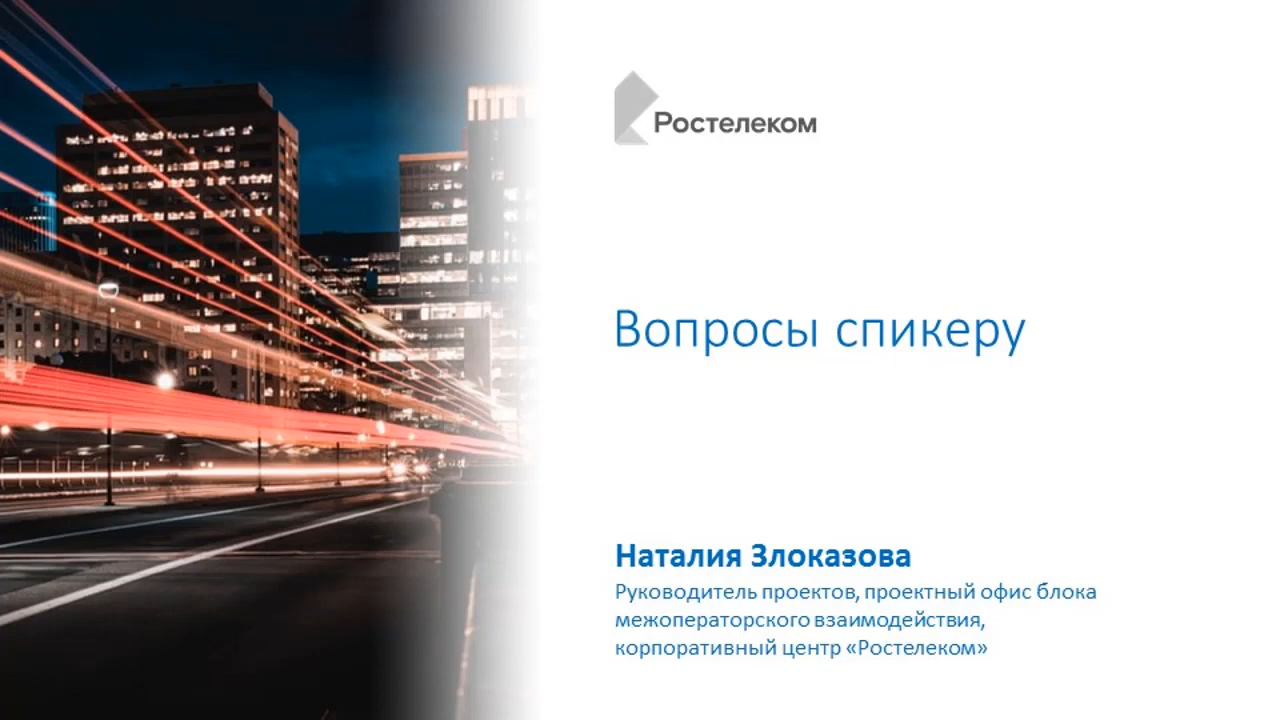 Ростелеком
Вопросы спикеру
Наталия Злоказова
Руководитель проектов, проектный офис блока
межоператорского взаимодействия,
корпоративный центр «Ростелеком»